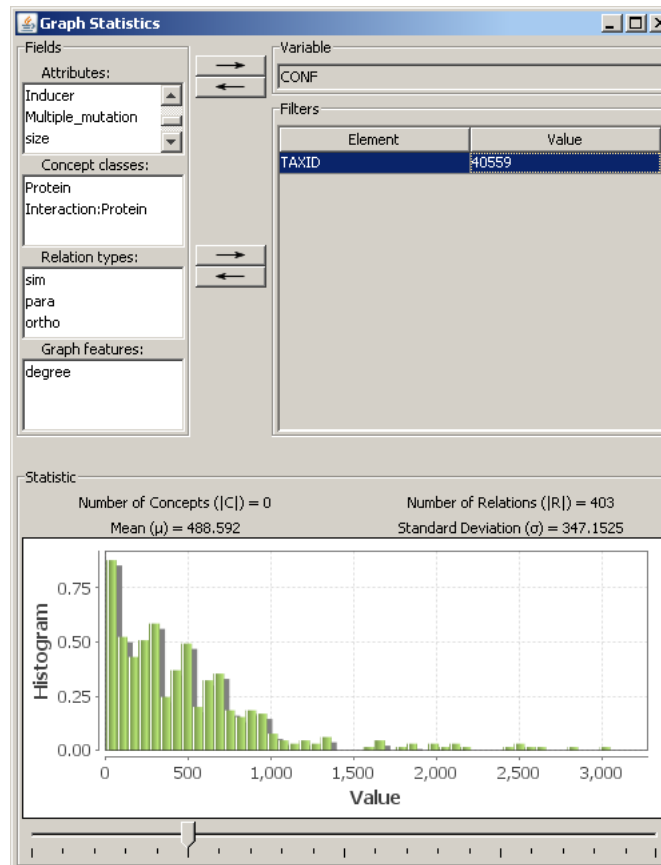 Graph Statistics
Fields
Attributes:
Inducer
Multiple_mutation
size
Concept classes:
Protein
Interaction:Protein
Relation types:
sim
para
ortho
Graph features:
degree
Variable
CONF
Filters
Element Value
TAXID 40559
Statistic
Number of Concepts (|C|) = 0 Number of Relations (|R|) = 403
Mean (μ) = 488.592 Standard Deviation (σ) = 347.1525
Histogram
0.75
0.50
0.25
0.00
0 500 1,000 1,500 2,000 2,500 3,000
Value